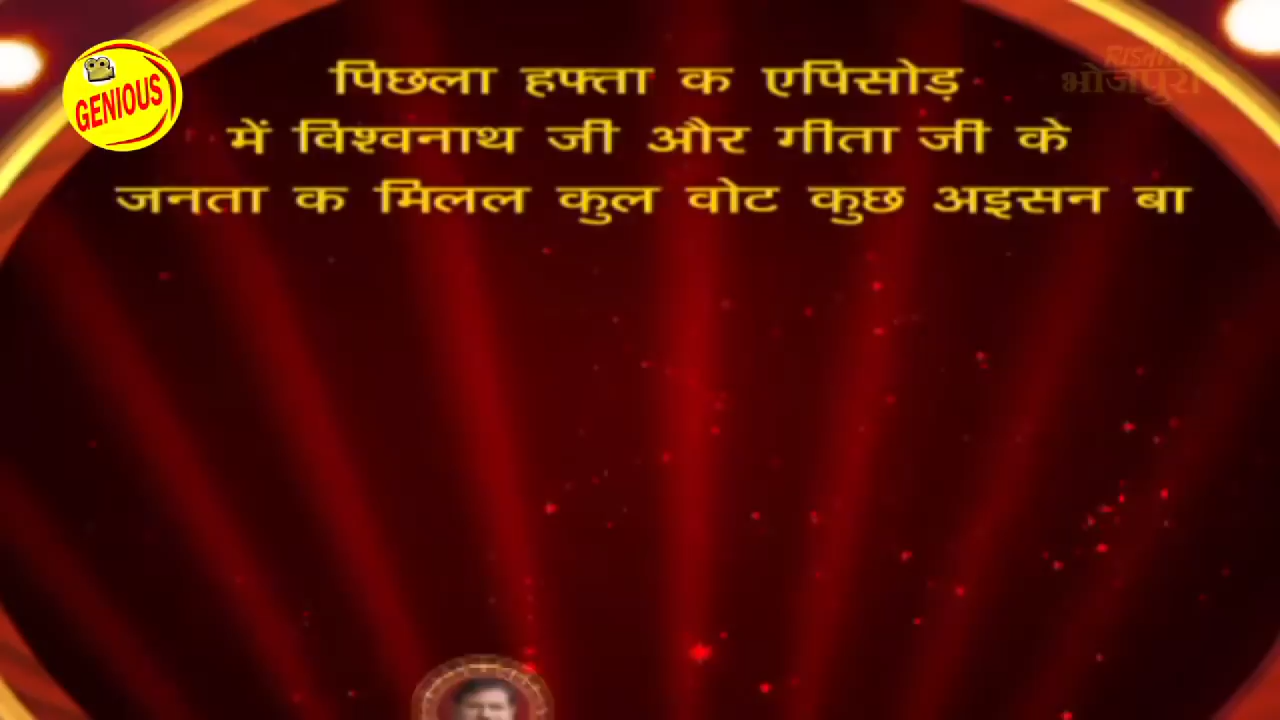 GENIOUS
पिछला हफ्ता क एपिसोड़
में विश्वनाथ जी और गीता जी के
जनता क मिलल कुल वोट कुछ अइसन बा
भोजपुरी